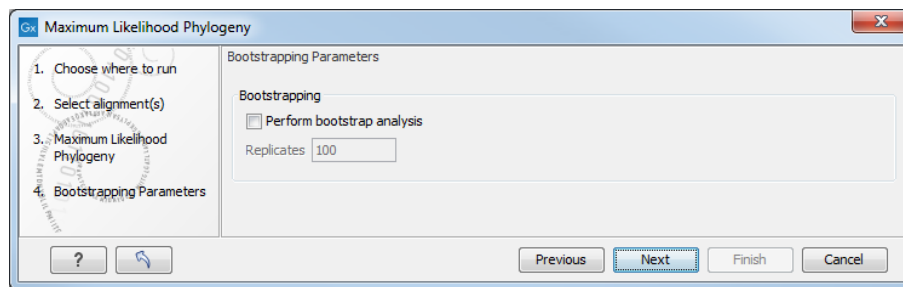 Gx Maximum Likelihood Phylogeny
1. Choose where to run
2. Select alignment(s)
3. Maximum Likelihood
Phylogeny
4. Bootstrapping Parameters
Bootstrapping Parameters
Bootstrapping
Perform bootstrap analysis
Replicates 100
?
Previous Next Finish Cancel